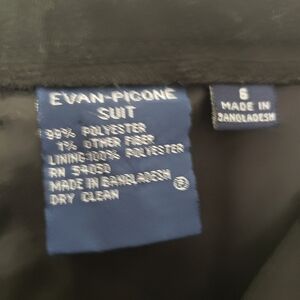 EVAN-PICONE
SUIT
99% POLYESTER
1% OTHER FIBER
LINING:100% POLYESTER
RN 54050
MADE IN BANGLADESH
DRY CLEAN
Ⓟ
6
MADE IN
BANGLADESH